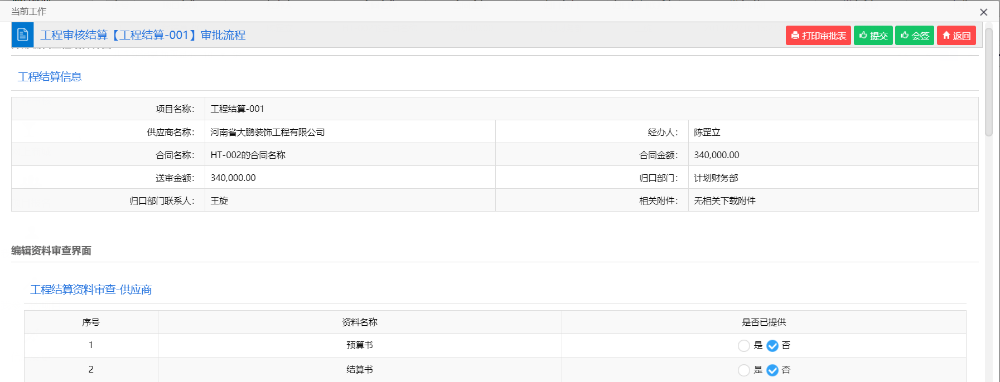 当前工作
工程审核结算【工程结算-001】审批流程
打印审批表
提交
会签
返回
工程结算信息
项目名称： 工程结算-001
供应商名称： 河南省大鹏装饰工程有限公司 经办人： 陈罡立
合同名称： HT-002的合同名称 合同金额： 340,000.00
送审金额： 340,000.00 归口部门： 计划财务部
归口部门联系人： 王旋 相关附件： 无相关下载附件
编辑资料审查界面
工程结算资料审查-供应商
序号 资料名称 是否已提供
1 预算书 是 否
2 结算书 是 否